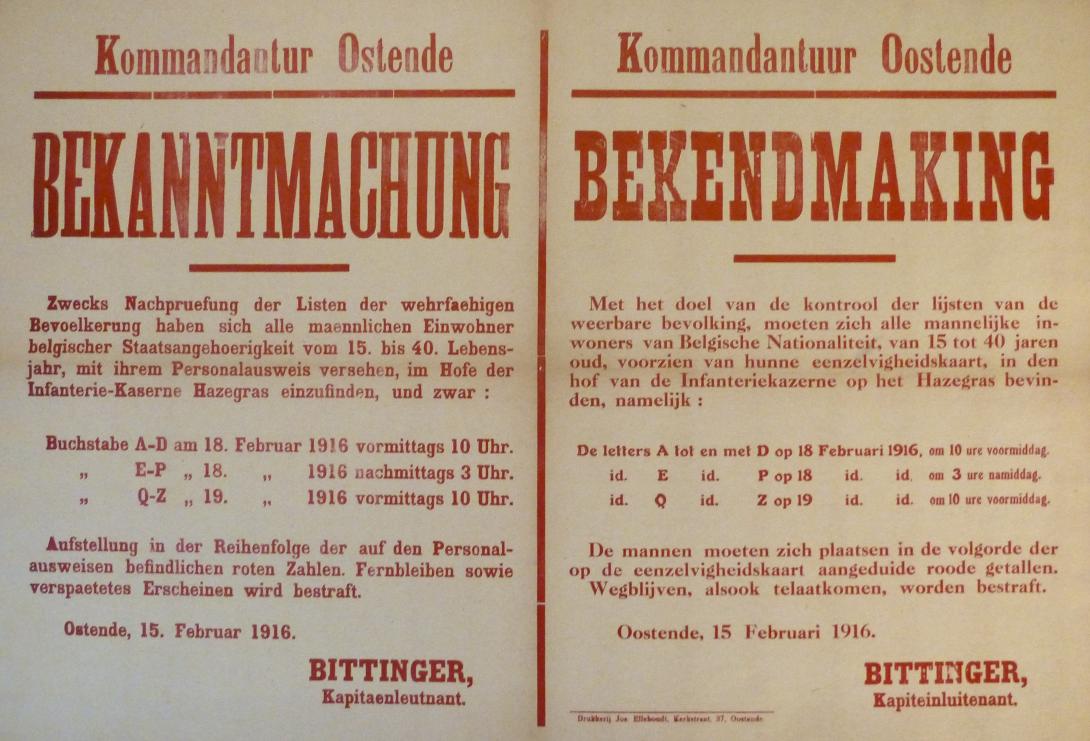 Kommandantur Ostende
BEKANNTMACHUNG
Zwecks Nachpruefung der Listen der wehrfaehigen
Bevoelkerung haben sich alle maennlichen Einwohner
belgischer Staatsangehoerigkeit vom 15. bis 40. Lebens-
jahr, mit ihrem Personalausweis versehen, im Hofe der
Infanterie-Kaserne Hazegras einzufinden, und zwar :
Buchstabe A-D am 18. Februar 1916 vormittags 10 Uhr.
„ E-P „ 18. „ 1916 nachmittags 3 Uhr.
„ Q-Z „ 19. „ 1916 vormittags 10 Uhr.
Aufstellung in der Reihenfolge der auf den Personal-
ausweisen befindlichen roten Zahlen. Fernbleiben sowie
verspaetetes Erscheinen wird bestraft.
Ostende, 15. Februar 1916.
BITTINGER,
Kapitaenleutnant.
Kommandantuur Oostende
BEKENDMAKING
Met het doel van de kontrool der lijsten van de
weerbare bevolking, moeten zich alle mannelijke in-
woners van Belgische Nationaliteit, van 15 tot 40 jaren
oud, voorzien van hunne eenzelvigheidskaart, in den
hof van de Infanteriekazerne op het Hazegras bevin-
den, namelijk :
De letters A tot en met D op 18 Februari 1916, om 10 ure voormiddag.
id. E id. P op 18 id. id. om 3 ure namiddag.
id. Q id. Z op 19 id. id. om 10 ure voormiddag.
De mannen moeten zich plaatsen in de volgorde der
op de eenzelvigheidskaart aangeduide roode getallen.
Wegblijven, alsook telaatkomen, worden bestraft.
Oostende, 15 Februari 1916.
BITTINGER,
Kapiteinluitenant.
Drukkerij Jos Elleboudt, Kerkstraat, 37, Oostende